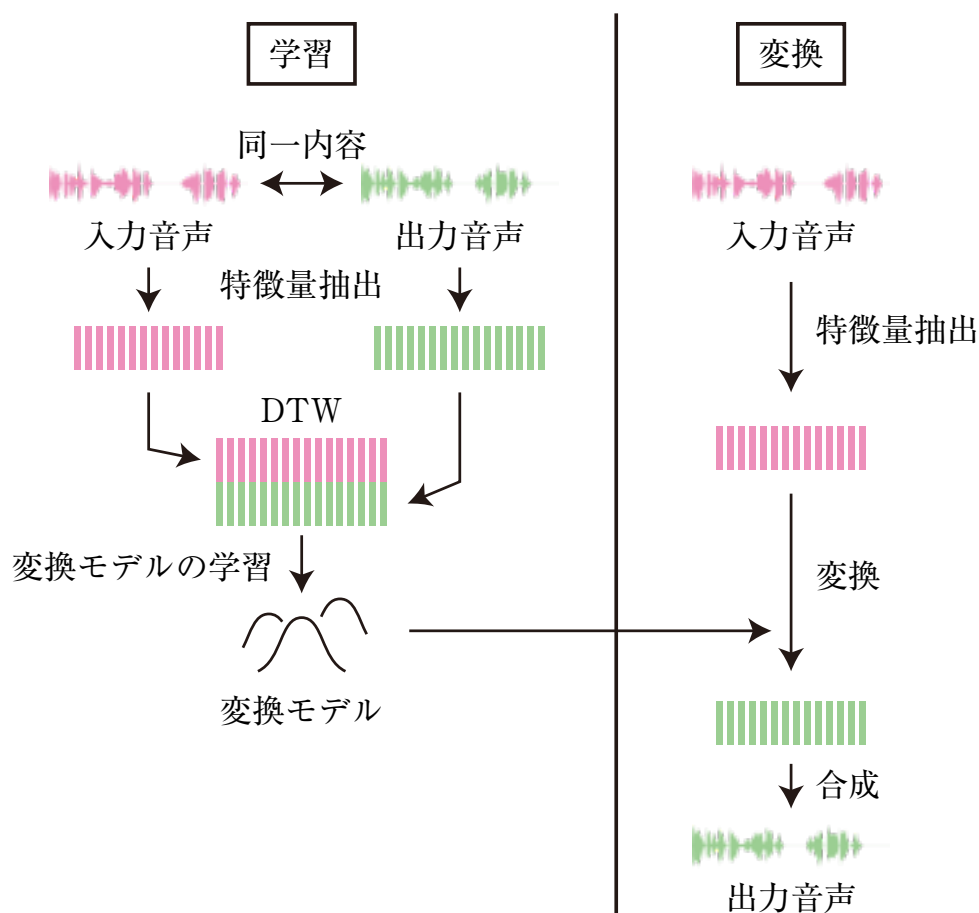 学習
同一内容
入力音声
出力音声
特徴量抽出
DTW
変換モデルの学習
変換モデル
変換
入力音声
特徴量抽出
変換
合成
出力音声